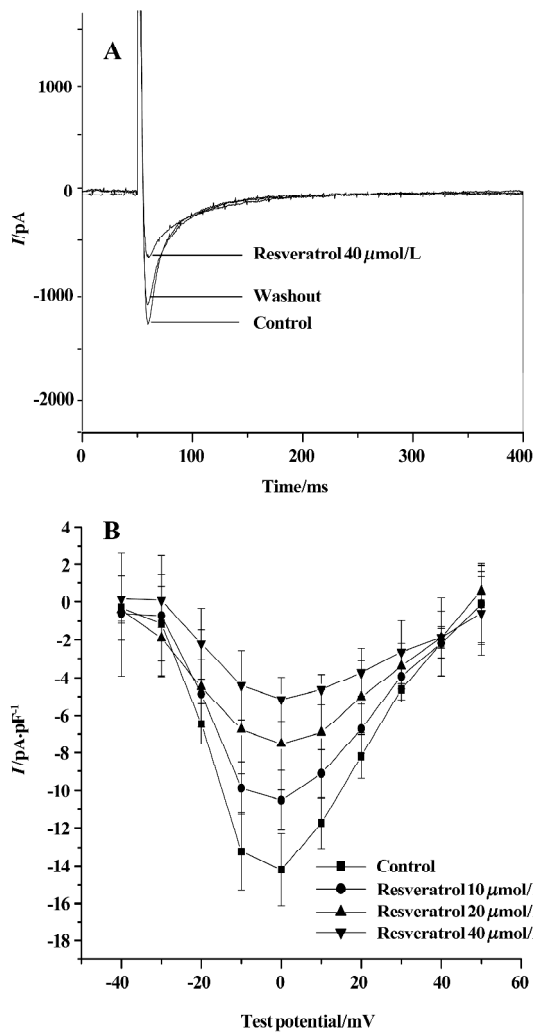 A
1000
0
-1000
-2000
I/pA
Resveratrol 40 μmol/L
Washout
Control
0 100 200 300 400
Time/ms
B
4
2
0
-2
-4
-6
-8
-10
-12
-14
-16
-18
I/pA·pF-1
Control
Resveratrol 10 μmol/
Resveratrol 20 μmol/
Resveratrol 40 μmol/
-40 -20 0 20 40 60
Test potential/mV